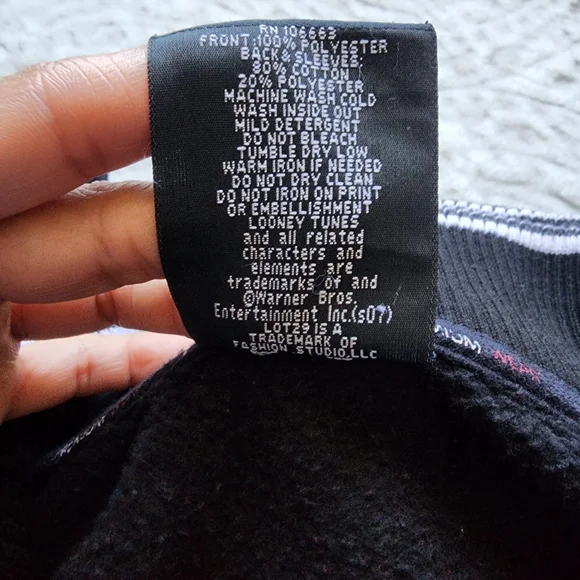 RN 106663
FRONT:100% POLYESTER
BACK & SLEEVES:
80% COTTON
20% POLYESTER
MACHINE WASH COLD
WASH INSIDE OUT
MILD DETERGENT
DO NOT BLEACH
TUMBLE DRY LOW
WARM IRON IF NEEDED
DO NOT DRY CLEAN
DO NOT IRON ON PRINT
OR EMBELLISHMENT
LOONEY TUNES
and all related
characters and
elements are
trademarks of and
©Warner Bros.
Entertainment Inc.(s07)
LOT29 IS A
TRADEMARK OF
FASHION STUDIO,LLC